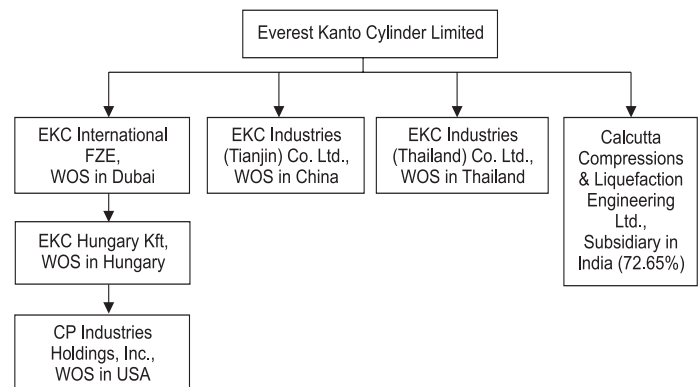 Everest Kanto Cylinder Limited
EKC International
FZE,
WOS in Dubai
EKC Industries
(Tianjin) Co. Ltd.,
WOS in China
EKC Industries
(Thailand) Co. Ltd.,
WOS in Thailand
Calcutta
Compressions
& Liquefaction
Engineering
Ltd.,
Subsidiary in
India (72.65%)
EKC Hungary Kft,
WOS in Hungary
CP Industries
Holdings, Inc.,
WOS in USA